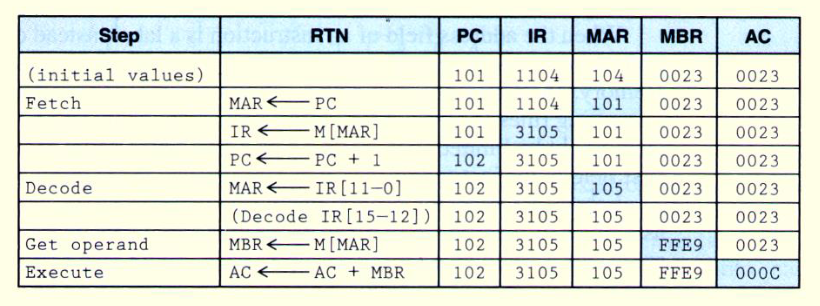 Step RTN PC IR MAR MBR AC
(initial values) 101 1104 104 0023 0023
Fetch MAR ← PC 101 1104 101 0023 0023
IR ← M[MAR] 101 3105 101 0023 0023
PC ← PC + 1 102 3105 101 0023 0023
Decode MAR ← IR[11–0] 102 3105 105 0023 0023
(Decode IR[15–12]) 102 3105 105 0023 0023
Get operand MBR ← M[MAR] 102 3105 105 FFE9 0023
Execute AC ← AC + MBR 102 3105 105 FFE9 000C